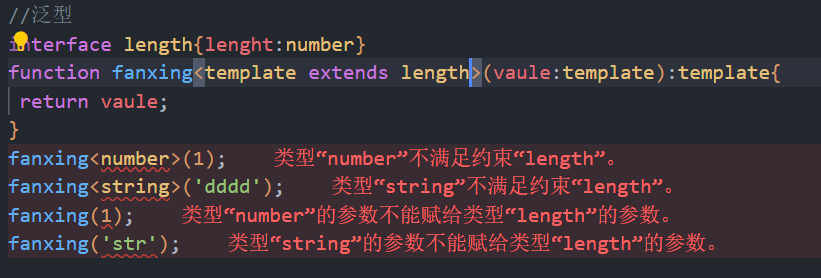 //泛型
interface length{lenght:number}
function fanxing<template extends length>(vaule:template):template{
return vaule;
}
fanxing<number>(1); 类型“number”不满足约束“length”。
fanxing<string>('dddd'); 类型“string”不满足约束“length”。
fanxing(1); 类型“number”的参数不能赋给类型“length”的参数。
fanxing('str'); 类型“string”的参数不能赋给类型“length”的参数。